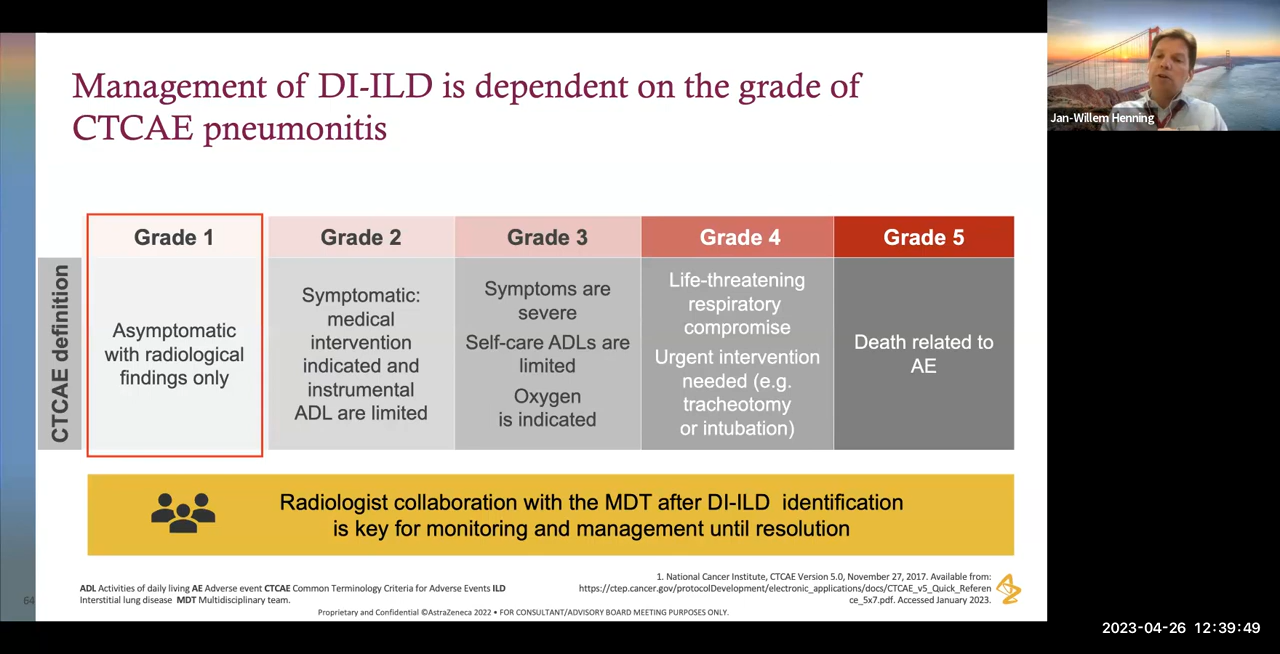 Management of DI-ILD is dependent on the grade of
CTCAE pneumonitis
Jan-Willem Henning
CTCAE definition
Grade 1
Asymptomatic
with radiological
findings only
Grade 2
Symptomatic:
medical
intervention
indicated and
instrumental
ADL are limited
Grade 3
Symptoms are
severe
Self-care ADLs are
limited
Oxygen
is indicated
Grade 4
Life-threatening
respiratory
compromise
Urgent intervention
needed (e.g.
tracheotomy
or intubation)
Grade 5
Death related to
AE
Radiologist collaboration with the MDT after DI-ILD identification
is key for monitoring and management until resolution
64
ADL Activities of daily living AE Adverse event CTCAE Common Terminology Criteria for Adverse Events ILD
Interstitial lung disease MDT Multidisciplinary team.
1. National Cancer Institute, CTCAE Version 5.0, November 27, 2017. Available from:
https://ctep.cancer.gov/protocolDevelopment/electronic_applications/docs/CTCAE_v5_Quick_Referen
ce_5x7.pdf. Accessed January 2023.
Proprietary and Confidential ©AstraZeneca 2022 • FOR CONSULTANT/ADVISORY BOARD MEETING PURPOSES ONLY.
2023-04-26 12:39:49